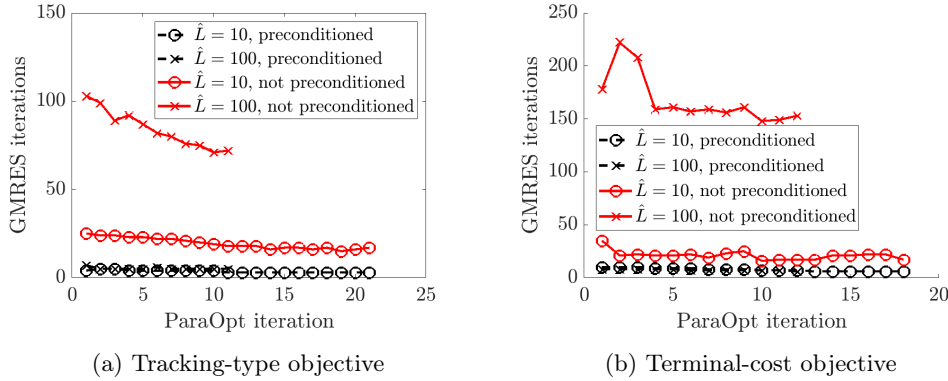 150
100
50
0
0 5 10 15 20 25
GMRES iterations
ParaOpt iteration
L̂ = 10, preconditioned
L̂ = 100, preconditioned
L̂ = 10, not preconditioned
L̂ = 100, not preconditioned
(a) Tracking-type objective
250
200
150
100
50
0
0 5 10 15 20
GMRES iterations
ParaOpt iteration
L̂ = 10, preconditioned
L̂ = 100, preconditioned
L̂ = 10, not preconditioned
L̂ = 100, not preconditioned
(b) Terminal-cost objective